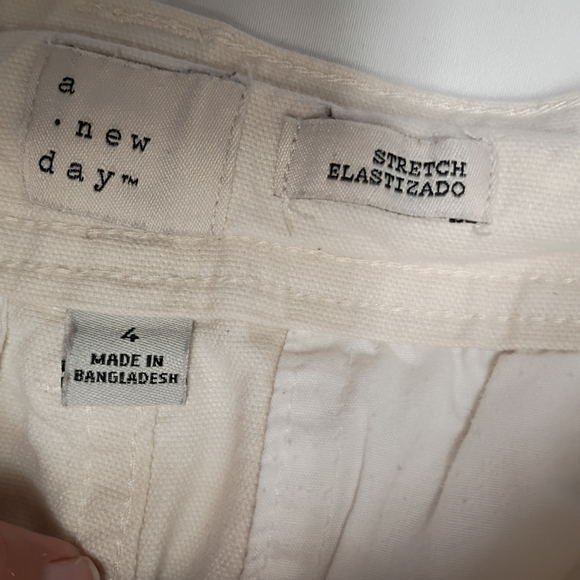 a
· new
day™
STRETCH
ELASTIZADO
4
MADE IN
BANGLADESH